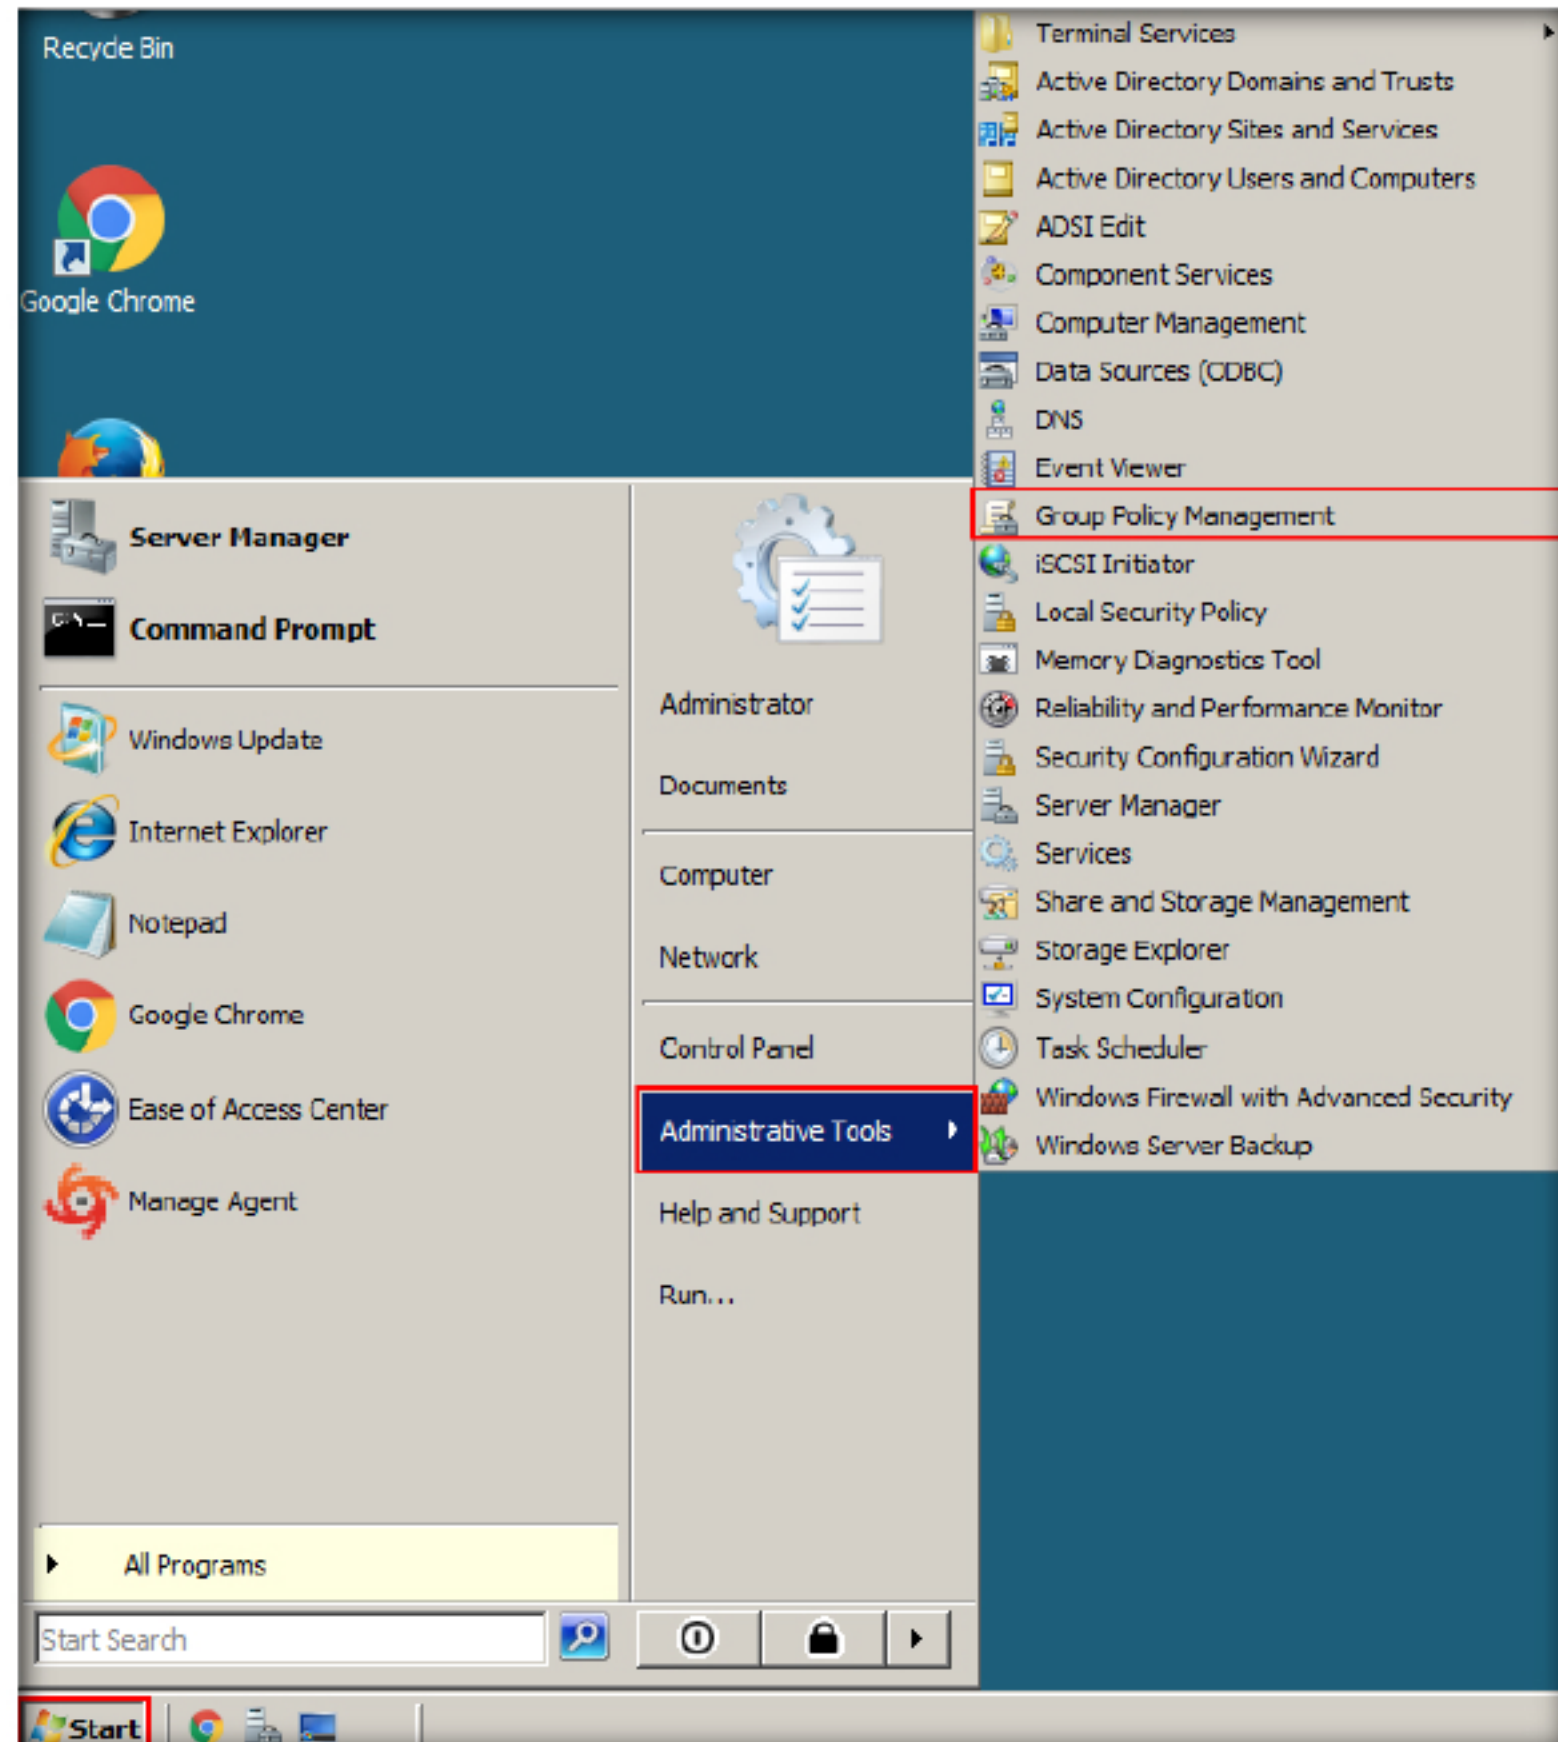 Recycle Bin
Google Chrome
Server Manager
Command Prompt
Windows Update
Internet Explorer
Notepad
Google Chrome
Ease of Access Center
Manage Agent
All Programs
Start Search
Administrator
Documents
Computer
Network
Control Panel
Administrative Tools
Help and Support
Run...
Terminal Services
Active Directory Domains and Trusts
Active Directory Sites and Services
Active Directory Users and Computers
ADSI Edit
Component Services
Computer Management
Data Sources (ODBC)
DNS
Event Viewer
Group Policy Management
iSCSI Initiator
Local Security Policy
Memory Diagnostics Tool
Reliability and Performance Monitor
Security Configuration Wizard
Server Manager
Services
Share and Storage Management
Storage Explorer
System Configuration
Task Scheduler
Windows Firewall with Advanced Security
Windows Server Backup
Start